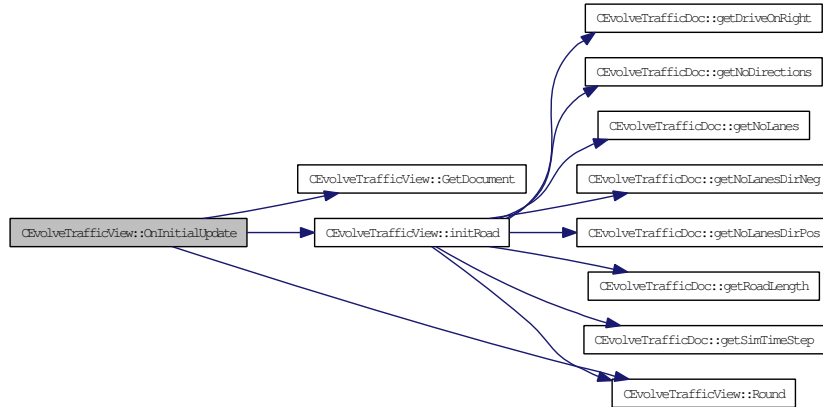 CEvolveTrafficDoc::getDriveOnRight
CEvolveTrafficDoc::getNoDirections
CEvolveTrafficDoc::getNoLanes
CEvolveTrafficView::GetDocument
CEvolveTrafficDoc::getNoLanesDirNeg
CEvolveTrafficView::OnInitialUpdate
CEvolveTrafficView::initRoad
CEvolveTrafficDoc::getNoLanesDirPos
CEvolveTrafficDoc::getRoadLength
CEvolveTrafficDoc::getSimTimeStep
CEvolveTrafficView::Round